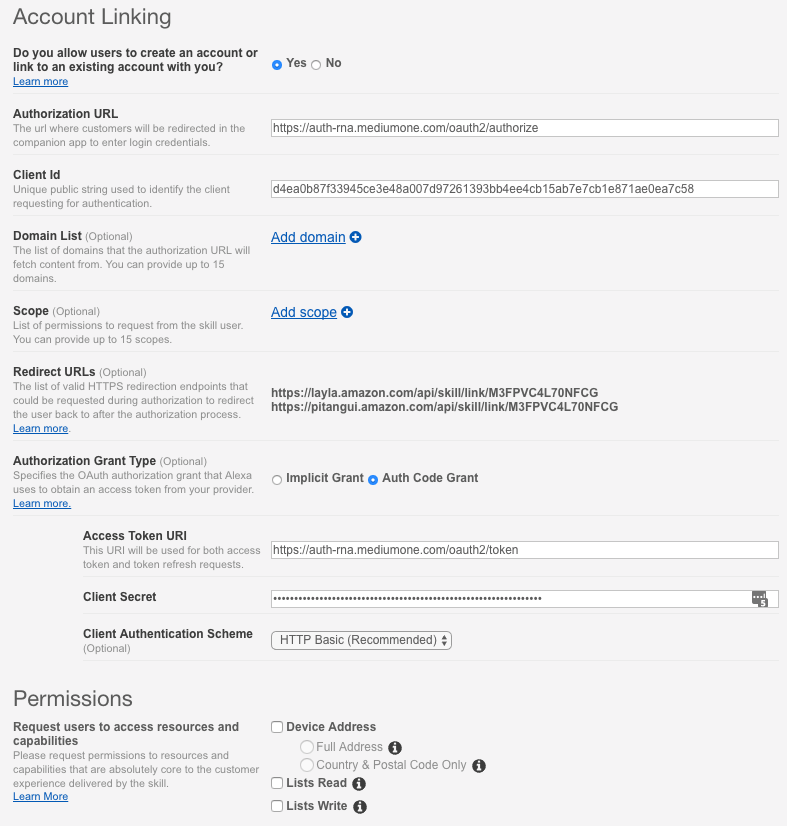 Account Linking
Do you allow users to create an account or
link to an existing account with you?
Yes No
Learn more
Authorization URL
The url where customers will be redirected in the
companion app to enter login credentials.
https://auth-rna.mediumone.com/oauth2/authorize
Client Id
Unique public string used to identify the client
requesting for authentication.
d4ea0b87f33945ce3e48a007d97261393bb4ee4cb15ab7e7cb1e871ae0ea7c58
Domain List (Optional)
The list of domains that the authorization URL will
fetch content from. You can provide up to 15
domains.
Add domain
Scope (Optional)
List of permissions to request from the skill user.
You can provide up to 15 scopes.
Add scope
Redirect URLs (Optional)
The list of valid HTTPS redirection endpoints that
could be requested during authorization to redirect
the user back to after the authorization process.
Learn more.
https://layla.amazon.com/api/skill/link/M3FPVC4L70NFCG
https://pitangui.amazon.com/api/skill/link/M3FPVC4L70NFCG
Authorization Grant Type (Optional)
Specifies the OAuth authorization grant that Alexa
uses to obtain an access token from your provider.
Learn more.
Implicit Grant Auth Code Grant
Access Token URI
This URI will be used for both access
token and token refresh requests.
https://auth-rna.mediumone.com/oauth2/token
Client Secret
Client Authentication Scheme
(Optional)
HTTP Basic (Recommended)
Permissions
Request users to access resources and
capabilities
Please request permissions to resources and
capabilities that are absolutely core to the customer
experience delivered by the skill.
Learn More
Device Address
Full Address
Country & Postal Code Only
Lists Read
Lists Write